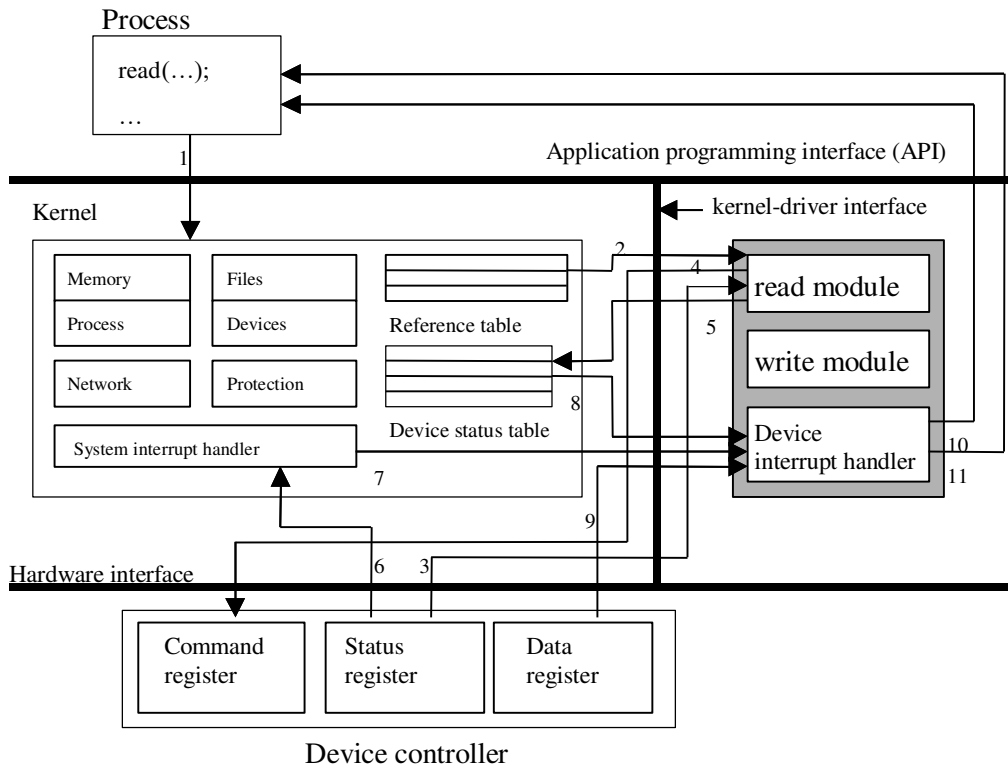 Process
read(…);
…
1
Application programming interface (API)
Kernel
kernel-driver interface
Memory
Files
Process
Devices
Reference table
Network
Protection
Device status table
System interrupt handler
2
4
read module
5
write module
8
Device
interrupt handler
10
11
7
9
6
3
Hardware interface
Command
register
Status
register
Data
register
Device controller